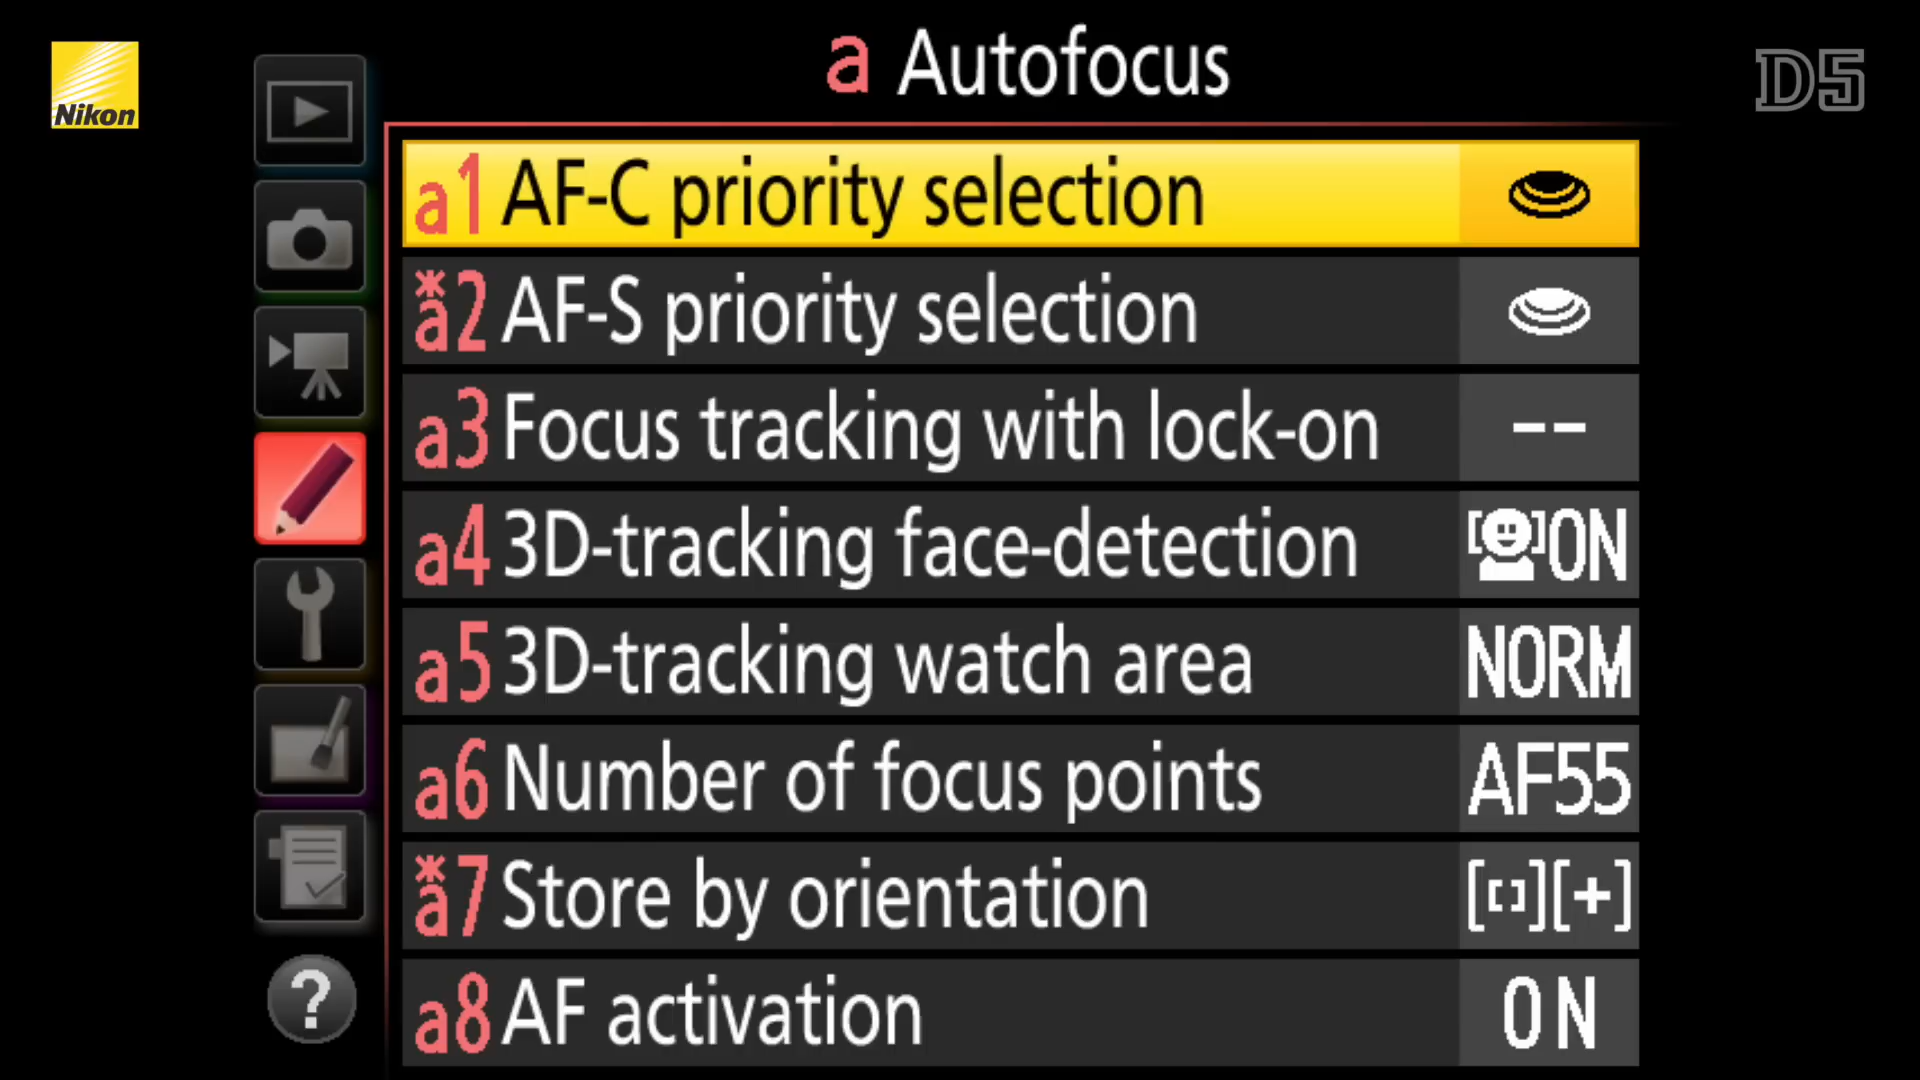 Nikon
a Autofocus
D5
a1 AF-C priority selection
*a2 AF-S priority selection
a3 Focus tracking with lock-on --
a4 3D-tracking face-detection ON
a5 3D-tracking watch area NORM
a6 Number of focus points AF55
*a7 Store by orientation [[]][+]
a8 AF activation ON
?